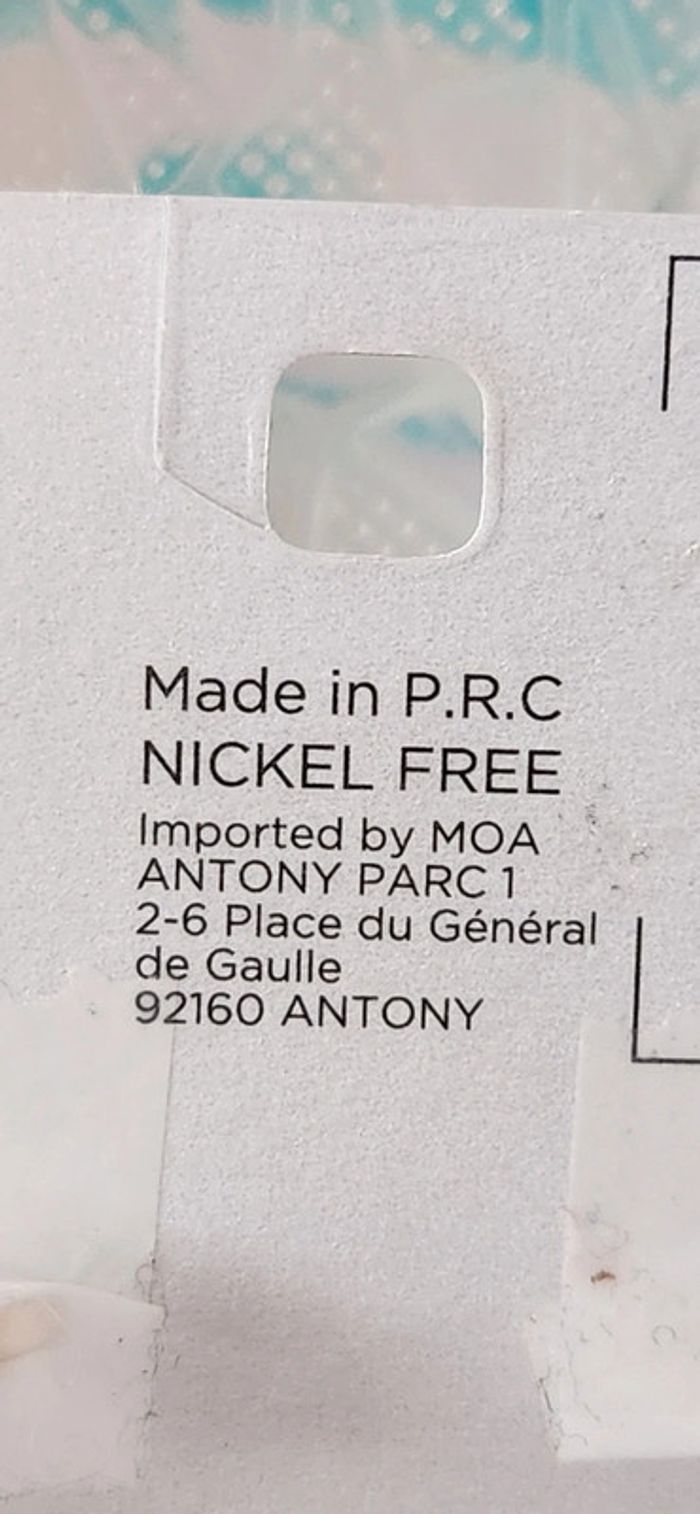 Made in P.R.C
NICKEL FREE
Imported by MOA
ANTONY PARC 1
2-6 Place du Général
de Gaulle
92160 ANTONY